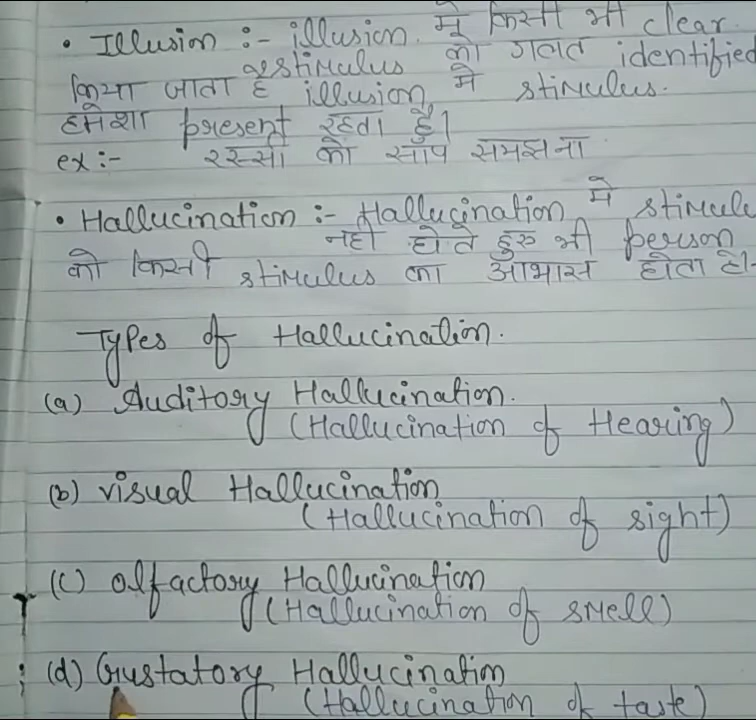 • Illusion :- illusion में किसी भी clear
stimulus को गलत identified
किया जाता है illusion में stimulus.
हमेशा present रहता है।
ex :- रस्सी को सांप समझना
• Hallucination :- Hallucination में stimulu
नही होते हुए भी person
को किसी stimulus का आभास होता है।
Types of Hallucination.
(a) Auditory Hallucination.
(Hallucination of Hearing)
(b) visual Hallucination
(Hallucination of sight)
(c) olfactory Hallucination
(Hallucination of smell)
(d) Gustatory Hallucination
(Hallucination of taste)